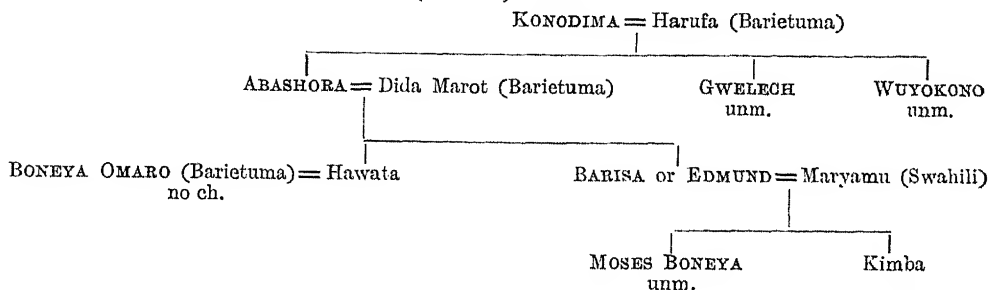 KONODIMA = Harufa (Barietuma)
ABASHORA = Dida Marot (Barietuma) GWELECH WUYOKONO
unm. unm.
BONEYA OMARO (Barietuma) = Hawata BARISA or EDMUND = Maryamu (Swahili)
no ch.
MOSES BONEYA Kimba
unm.